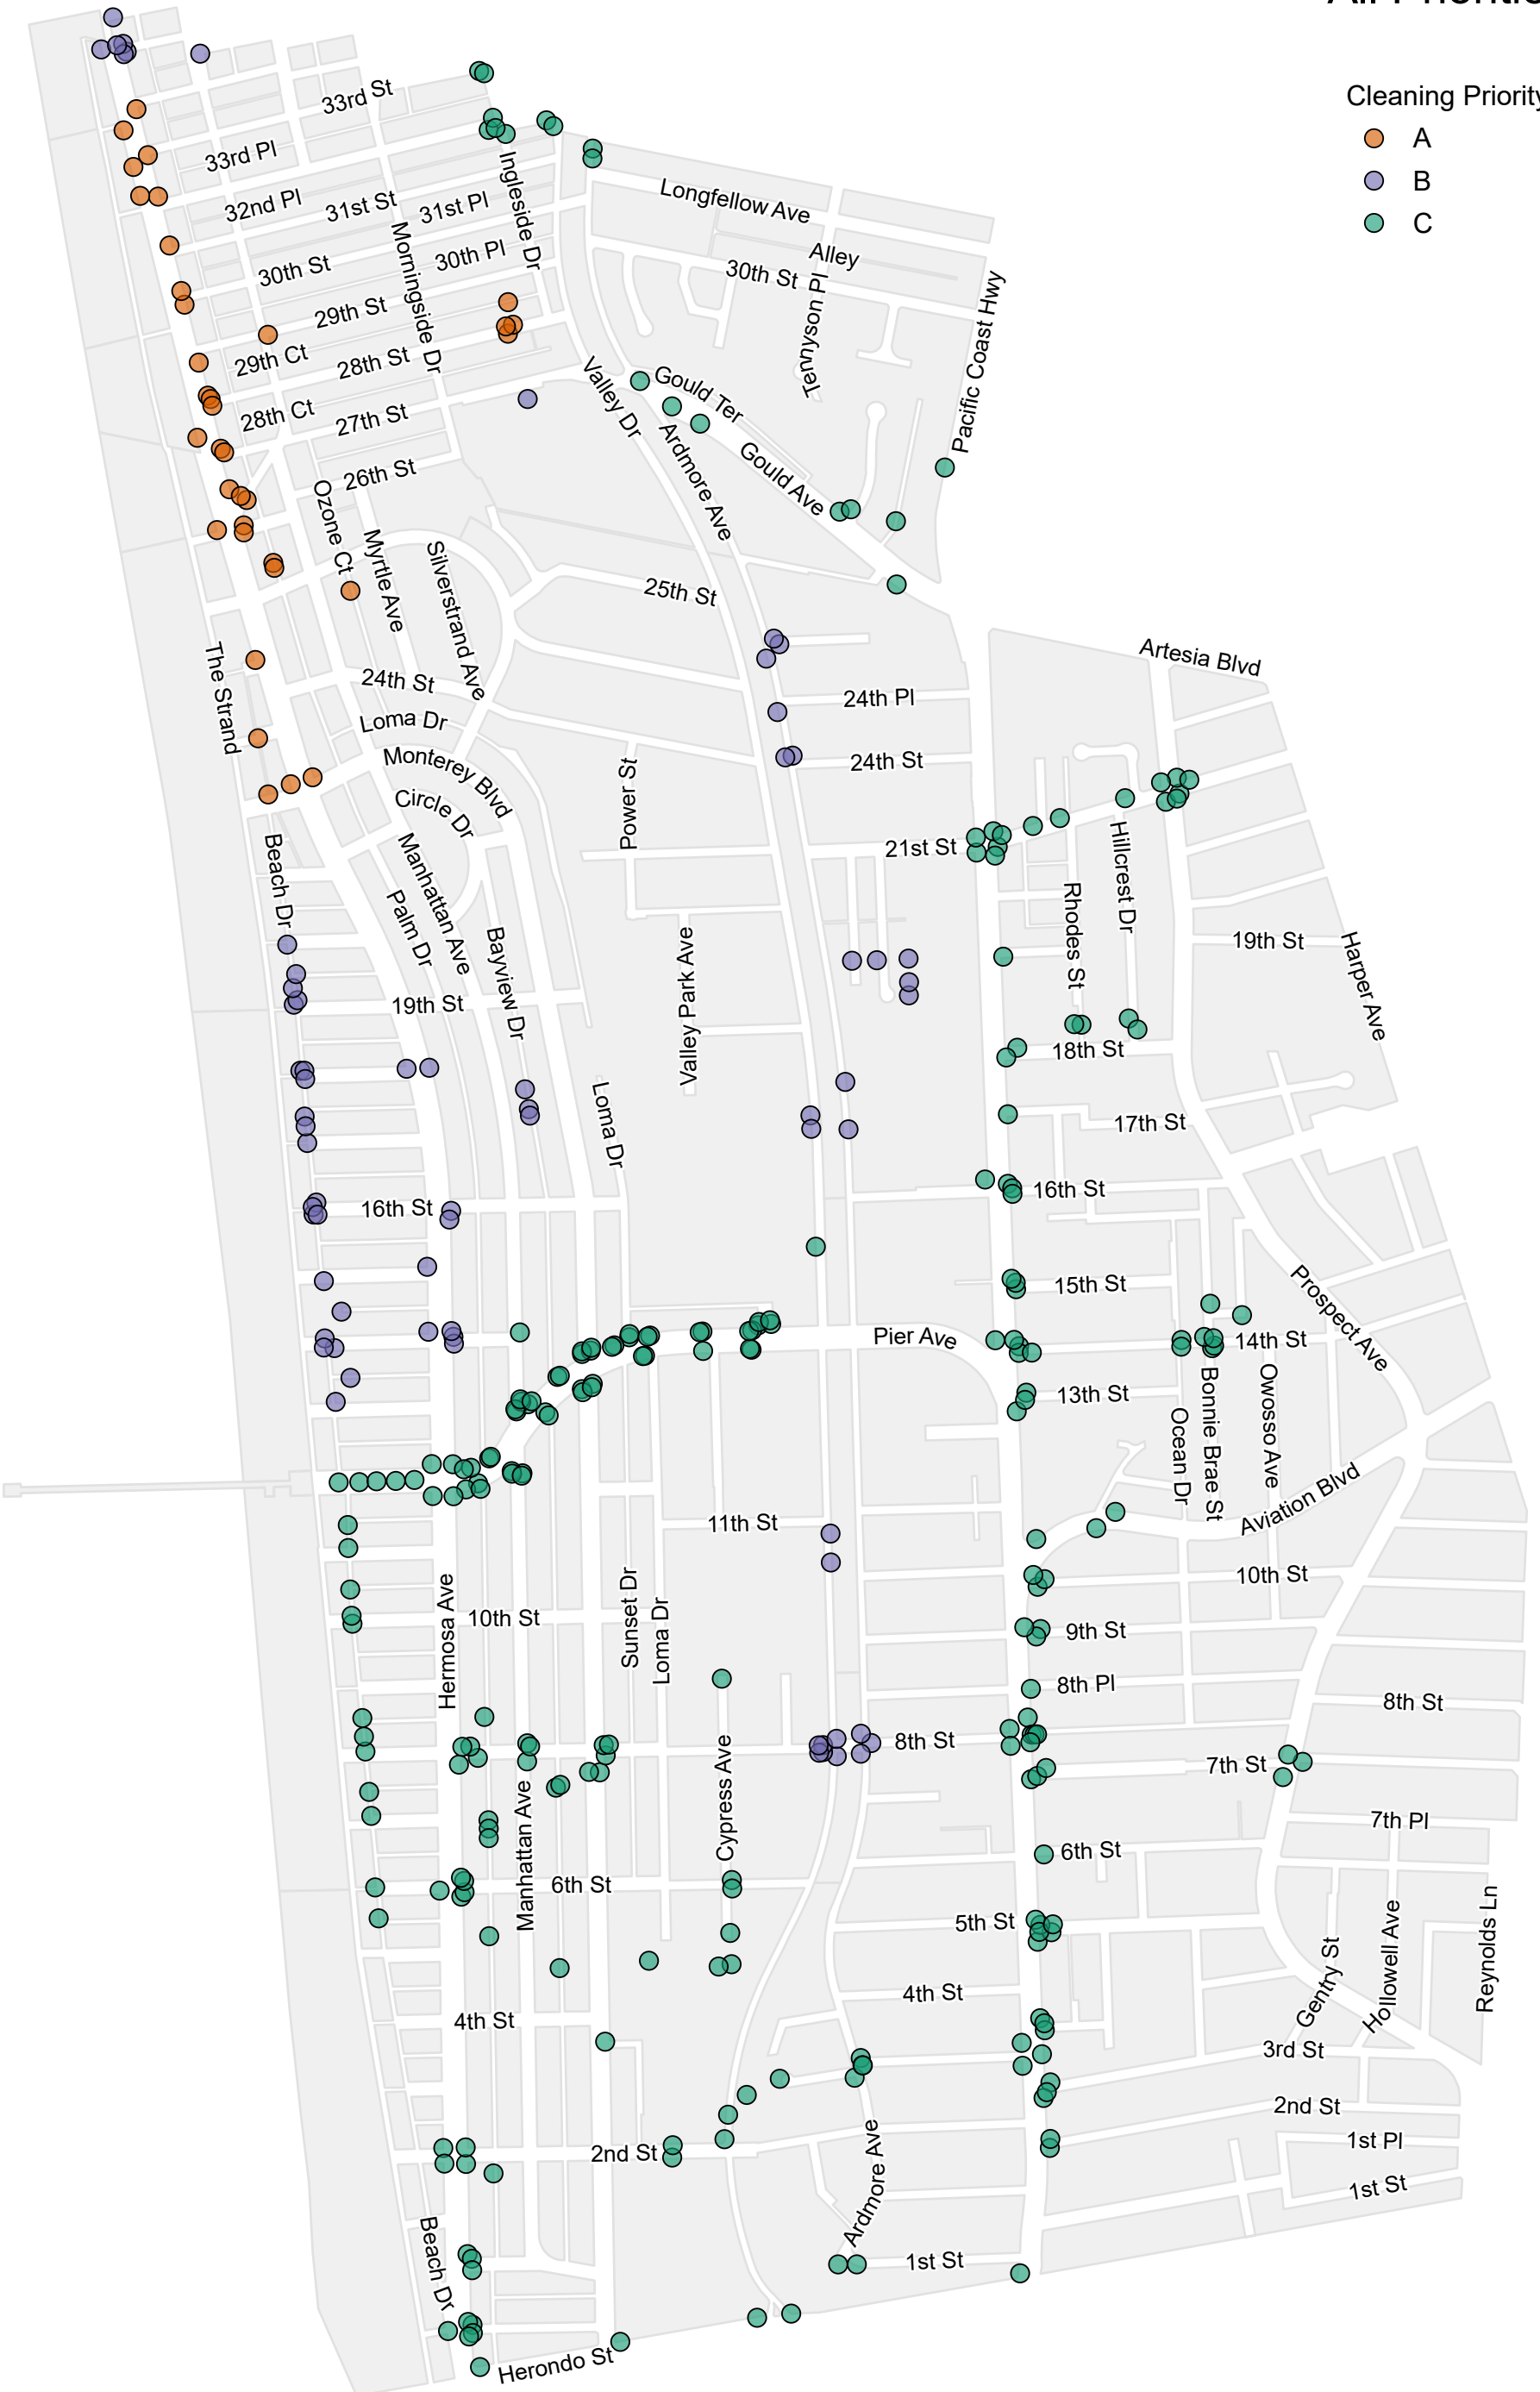 Cleaning Priority
A
B
C
33rd St
33rd Pl
32nd Pl
31st St
31st Pl
Ingleside Dr
Longfellow Ave
Alley
30th St
Morningside Dr
30th Pl
30th St
Tennyson Pl
Pacific Coast Hwy
29th St
29th Ct
28th St
28th Ct
27th St
Valley Dr
Gould Ter
Ardmore Ave
Gould Ave
26th St
Ozone Ct
Myrtle Ave
Silverstrand Ave
25th St
The Strand
24th St
Loma Dr
Monterey Blvd
Circle Dr
24th Pl
24th St
Artesia Blvd
Power St
Beach Dr
Manhattan Ave
Palm Dr
Bayview Dr
21st St
Rhodes St
Hillcrest Dr
19th St
Harper Ave
19th St
Valley Park Ave
18th St
Loma Dr
17th St
16th St
16th St
15th St
Prospect Ave
Pier Ave
14th St
13th St
Ocean Dr
Bonnie Brae St
Owosso Ave
Aviation Blvd
11th St
Hermosa Ave
10th St
Sunset Dr
Loma Dr
10th St
9th St
8th Pl
8th St
8th St
7th St
Cypress Ave
Manhattan Ave
7th Pl
6th St
6th St
5th St
Gentry St
Hollowell Ave
Reynolds Ln
4th St
4th St
3rd St
2nd St
1st Pl
1st St
2nd St
Ardmore Ave
1st St
Beach Dr
Herondo St